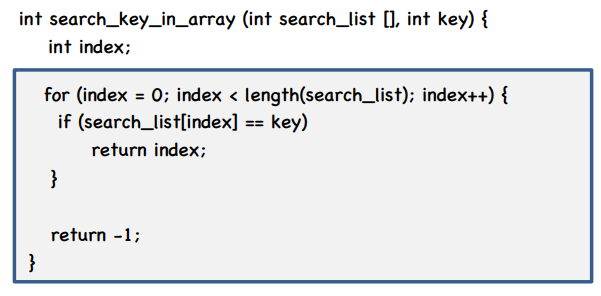 int search_key_in_array (int search_list [], int key) {
int index;
for (index = 0; index < length(search_list); index++) {
if (search_list[index] == key)
return index;
}
return -1;
}